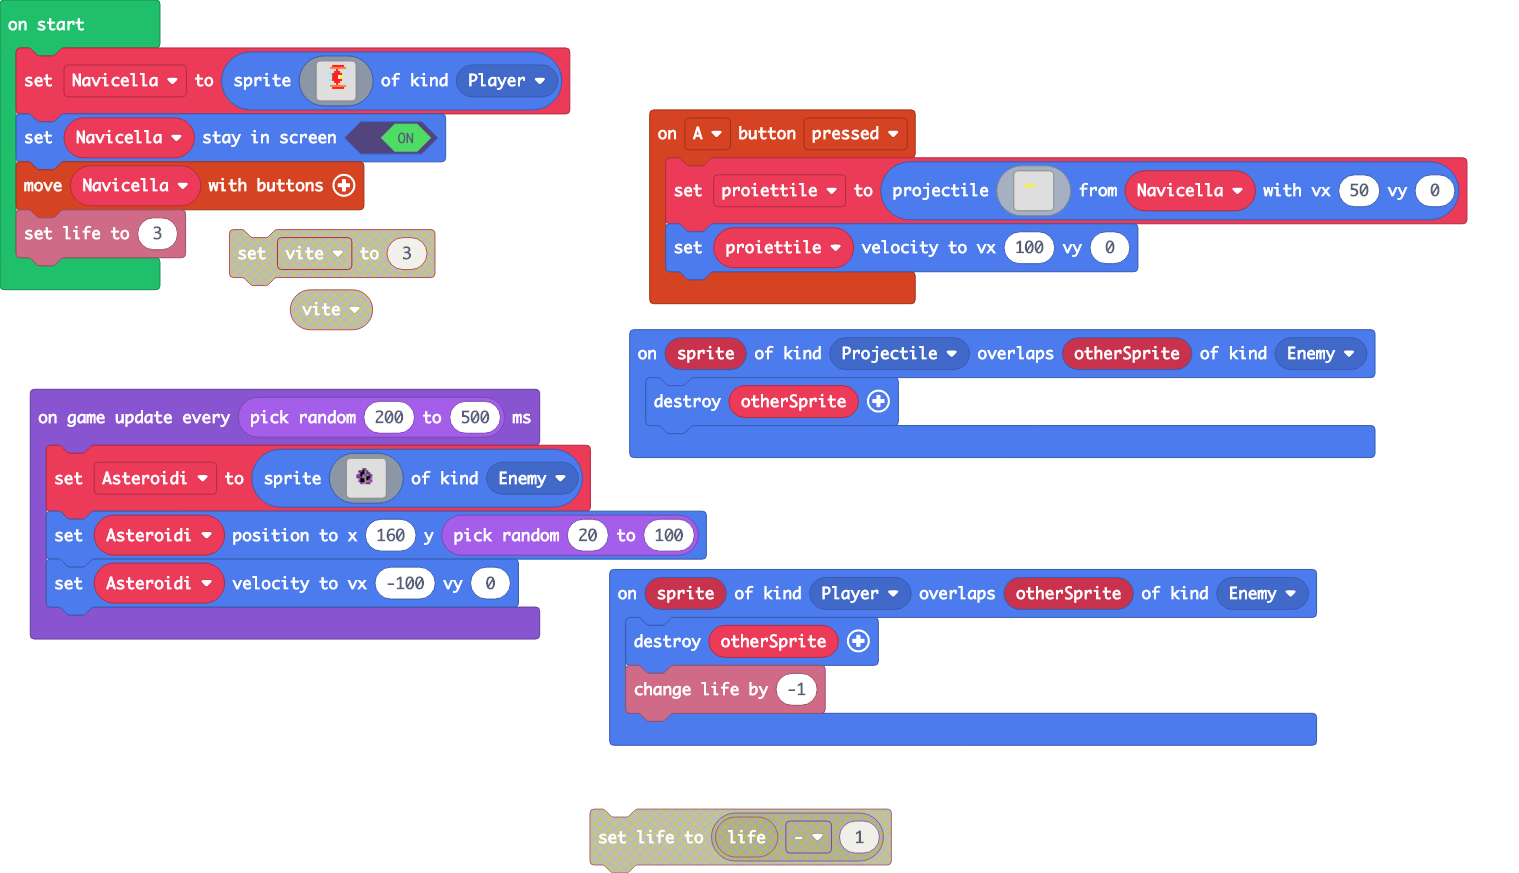 on start
set Navicella to sprite of kind Player
set Navicella stay in screen ON
move Navicella with buttons
set life to 3
set vite to 3
vite
on game update every pick random 200 to 500 ms
set Asteroidi to sprite of kind Enemy
set Asteroidi position to x 160 y pick random 20 to 100
set Asteroidi velocity to vx -100 vy 0
on A button pressed
set proiettile to projectile from Navicella with vx 50 vy 0
set proiettile velocity to vx 100 vy 0
on sprite of kind Projectile overlaps otherSprite of kind Enemy
destroy otherSprite
on sprite of kind Player overlaps otherSprite of kind Enemy
destroy otherSprite
change life by -1
set life to life - 1